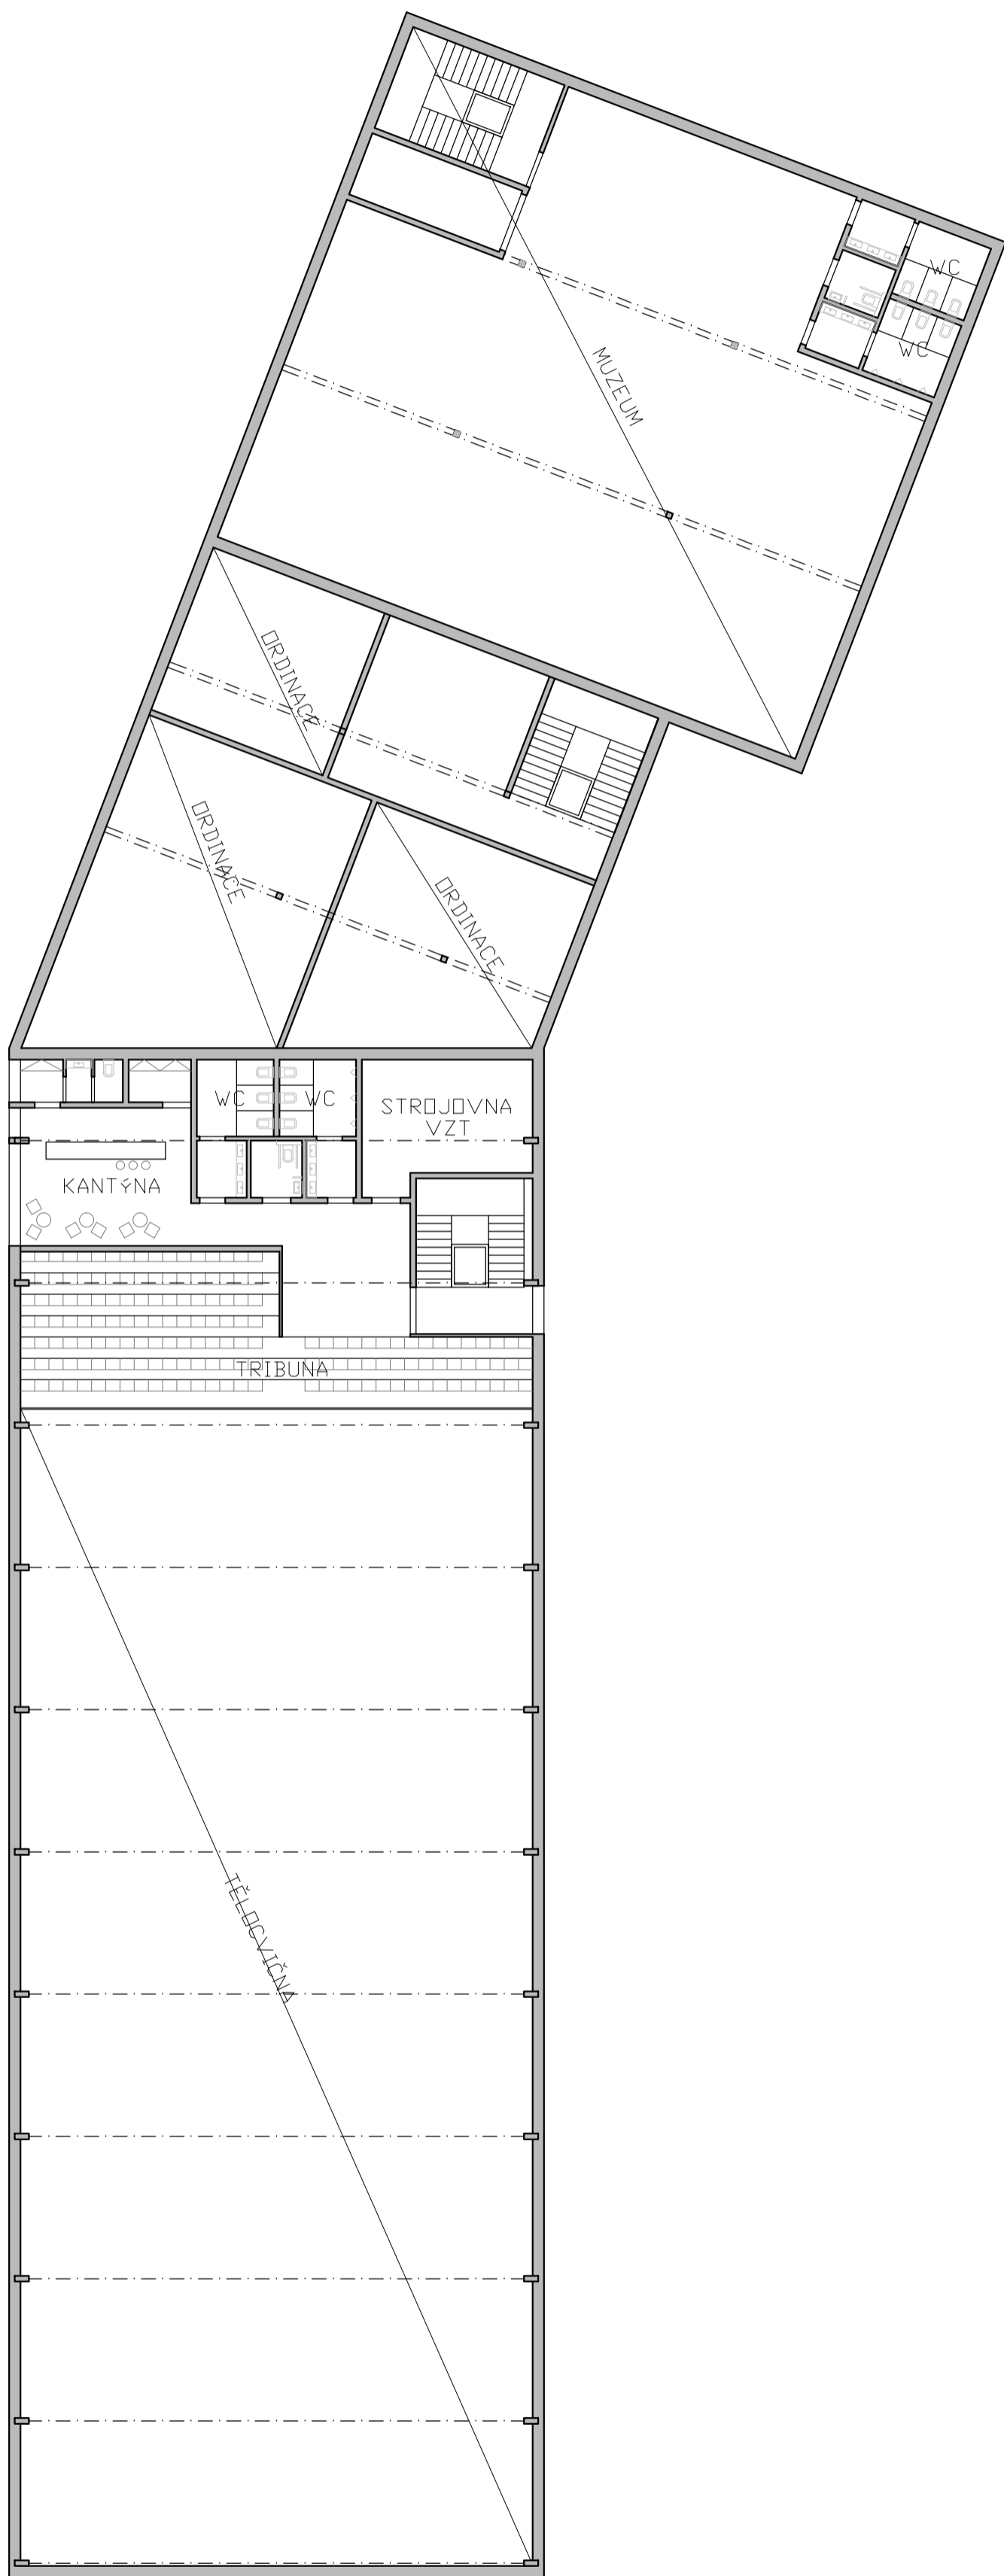 WC
WC
MUZEUM
ORDINACE
ORDINACE
ORDINACE
WC
WC
STROJOVNA
VZT
KANTÝNA
TRIBUNA
TĚLOCVIČNA